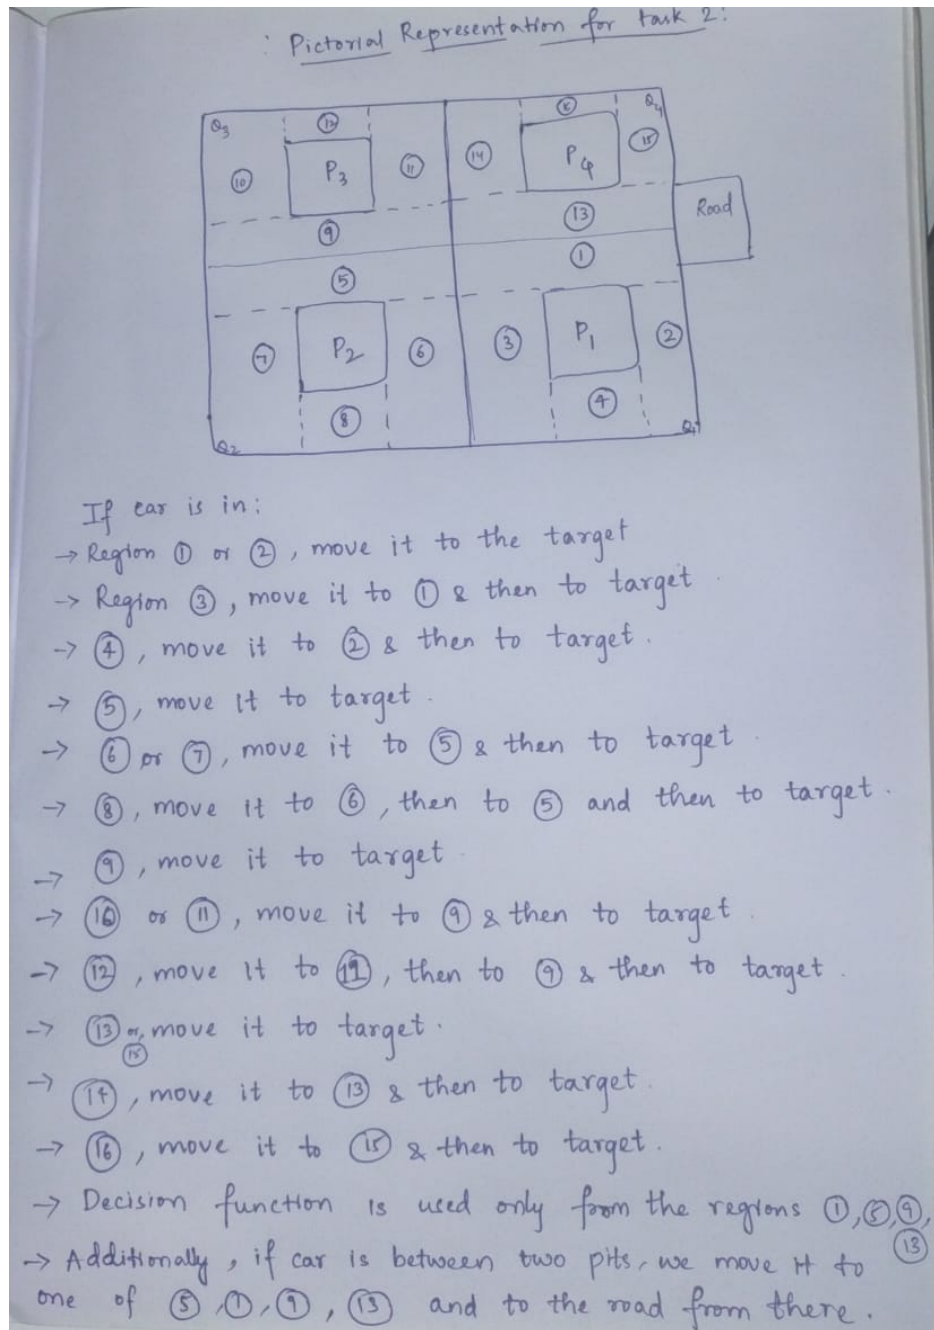 : Pictorial Representation for task 2:
Q3 ⑫ Q4
P3 ⑪ ⑭ P4 ⑮
⑩
⑨ ⑬ Road
⑤ ①
⑦ P2 ⑥ ③ P1 ②
⑧ ④
Q2 Q1
If car is in:
→ Region ① or ②, move it to the target
→ Region ③, move it to ① & then to target
→ ④, move it to ② & then to target.
→ ⑤, move it to target.
→ ⑥ or ⑦, move it to ⑤ & then to target
→ ⑧, move it to ⑥, then to ⑤ and then to target.
→ ⑨, move it to target
→ ⑩ or ⑪, move it to ⑨ & then to target
→ ⑫, move it to ⑪, then to ⑨ & then to target.
→ ⑬ or ⑮, move it to target.
→ ⑭, move it to ⑬ & then to target.
→ ⑯, move it to ⑮ & then to target.
→ Decision function is used only from the regions ①,⑤,⑨,
⑬
→ Additionally, if car is between two pits, we move it to
one of ⑤,①,⑨,⑬ and to the road from there.